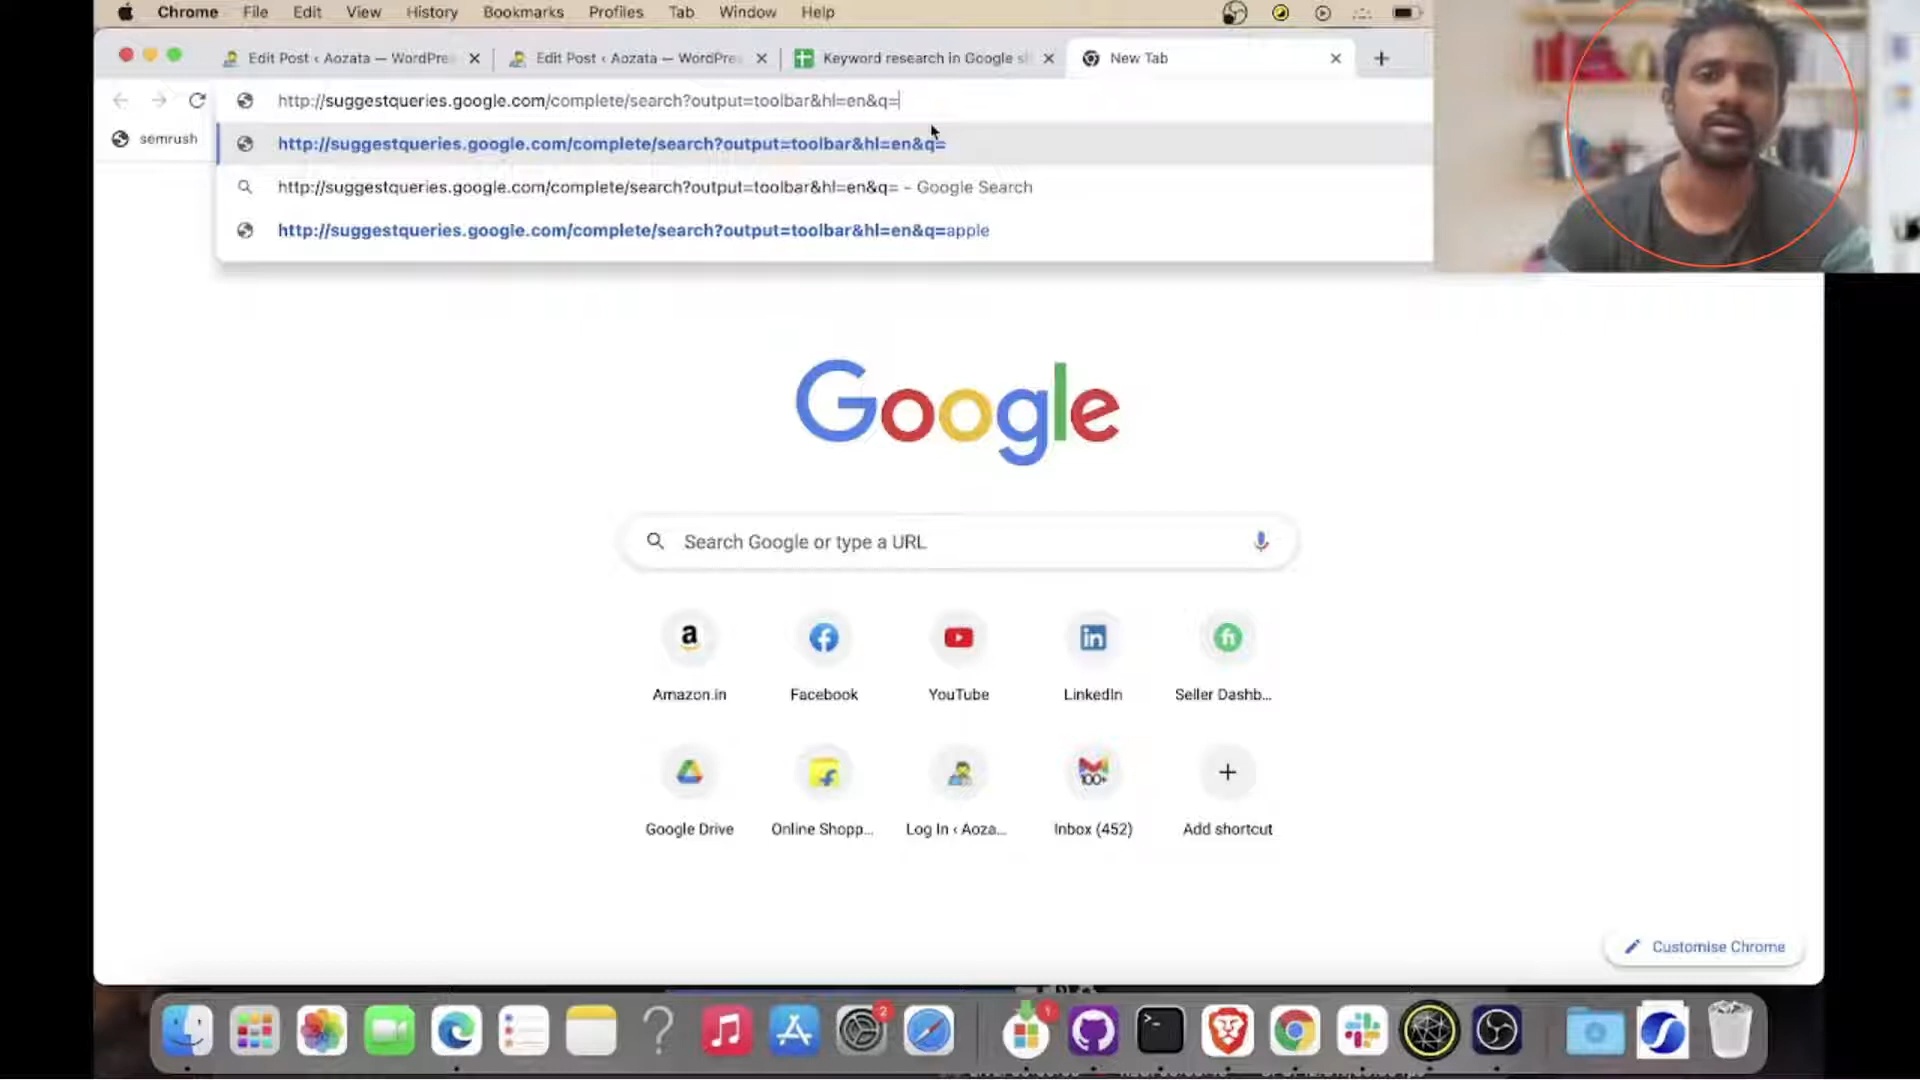 Chrome File Edit View History Bookmarks Profiles Tab Window Help
Edit Post ‹ Aozata — WordPre
Edit Post ‹ Aozata — WordPre
Keyword research in Google s
New Tab
http://suggestqueries.google.com/complete/search?output=toolbar&hl=en&q=
semrush
http://suggestqueries.google.com/complete/search?output=toolbar&hl=en&q=
http://suggestqueries.google.com/complete/search?output=toolbar&hl=en&q= - Google Search
http://suggestqueries.google.com/complete/search?output=toolbar&hl=en&q=apple
Google
Search Google or type a URL
Amazon.in
Facebook
YouTube
LinkedIn
Seller Dashb...
Google Drive
Online Shopp...
Log In ‹ Aoza...
Inbox (452)
Add shortcut
Customise Chrome
2
1